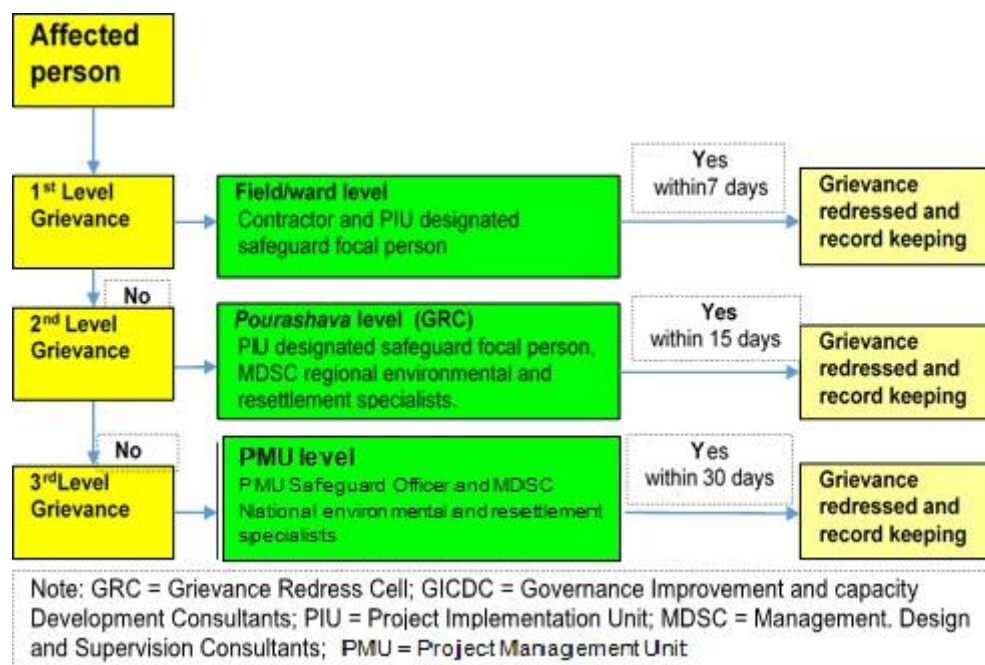 Affected
person
1st Level
Grievance
Field/ward level
Contractor and PIU designated
safeguard focal person
Yes
within7 days
Grievance
redressed and
record keeping
No
2nd Level
Grievance
Pourashava level (GRC)
PIU designated safeguard focal person,
MDSC regional environmental and
resettlement specialists.
Yes
within 15 days
Grievance
redressed and
record keeping
No
3rdLevel
Grievance
PMU level
PMU Safeguard Officer and MDSC
National environmental and resettlement
specialists
Yes
within 30 days
Grievance
redressed and
record keeping
Note: GRC = Grievance Redress Cell; GICDC = Governance Improvement and capacity
Development Consultants; PIU = Project Implementation Unit; MDSC = Management. Design
and Supervision Consultants; PMU = Project Management Unit